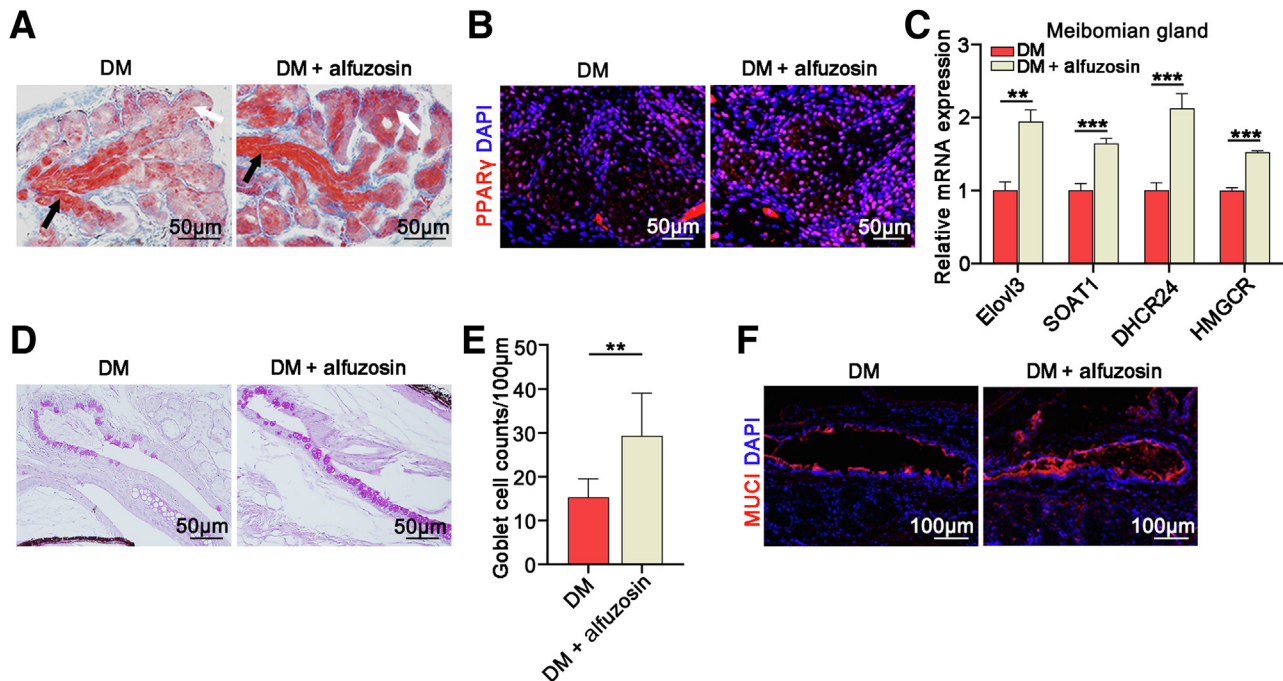 A
DM
DM + alfuzosin
50µm
50µm
B
DM
DM + alfuzosin
PPARγ DAPI
50µm
50µm
C
Meibomian gland
DM
DM + alfuzosin
Relative mRNA expression
3
2
1
0
**
***
***
***
Elovl3
SOAT1
DHCR24
HMGCR
D
DM
DM + alfuzosin
50µm
50µm
E
Goblet cell counts/100µm
50
40
30
20
10
0
**
DM
DM + alfuzosin
F
DM
DM + alfuzosin
MUCI DAPI
100µm
100µm